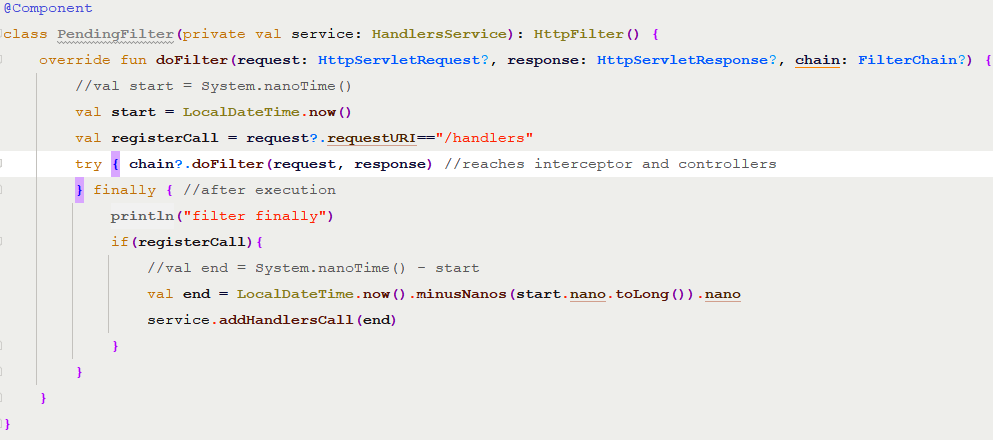 @Component
class PendingFilter(private val service: HandlersService): HttpFilter() {
    override fun doFilter(request: HttpServletRequest?, response: HttpServletResponse?, chain: FilterChain?) {
        //val start = System.nanoTime()
        val start = LocalDateTime.now()
        val registerCall = request?.requestURI=="/handlers"
        try { chain?.doFilter(request, response) //reaches interceptor and controllers
        } finally { //after execution
            println("filter finally")
            if(registerCall){
                //val end = System.nanoTime() - start
                val end = LocalDateTime.now().minusNanos(start.nano.toLong()).nano
                service.addHandlersCall(end)
            }
        }
    }
}